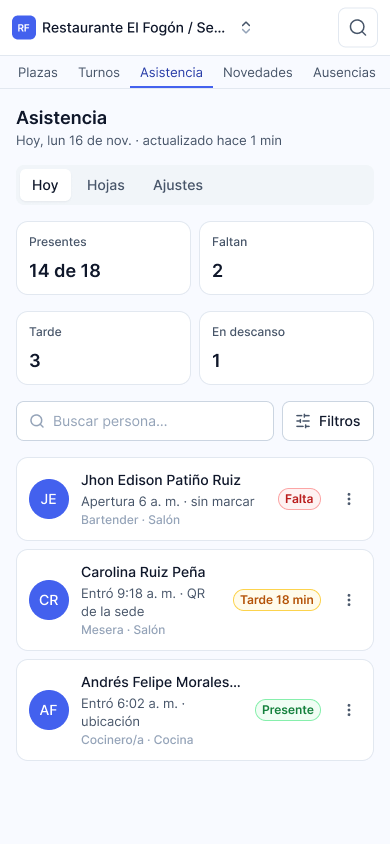 RF Restaurante El Fogón / Se...
Plazas Turnos Asistencia Novedades Ausencias
Asistencia
Hoy, lun 16 de nov. · actualizado hace 1 min
Hoy Hojas Ajustes
Presentes
14 de 18
Faltan
2
Tarde
3
En descanso
1
Buscar persona...
Filtros
JE
Jhon Edison Patiño Ruiz
Apertura 6 a. m. · sin marcar
Bartender · Salón
Falta
CR
Carolina Ruiz Peña
Entró 9:18 a. m. · QR
de la sede
Mesera · Salón
Tarde 18 min
AF
Andrés Felipe Morales...
Entró 6:02 a. m. ·
ubicación
Cocinero/a · Cocina
Presente